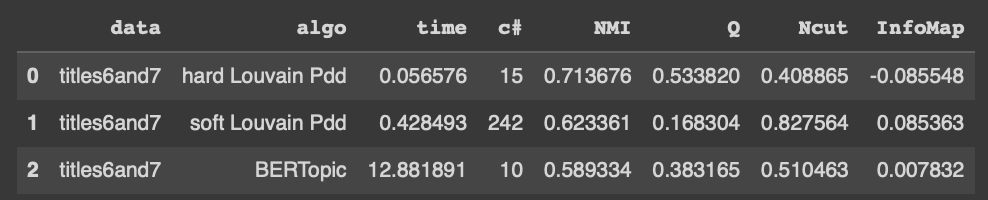 data algo time c# NMI Q Ncut InfoMap
0 titles6and7 hard Louvain Pdd 0.056576 15 0.713676 0.533820 0.408865 -0.085548
1 titles6and7 soft Louvain Pdd 0.428493 242 0.623361 0.168304 0.827564 0.085363
2 titles6and7 BERTopic 12.881891 10 0.589334 0.383165 0.510463 0.007832